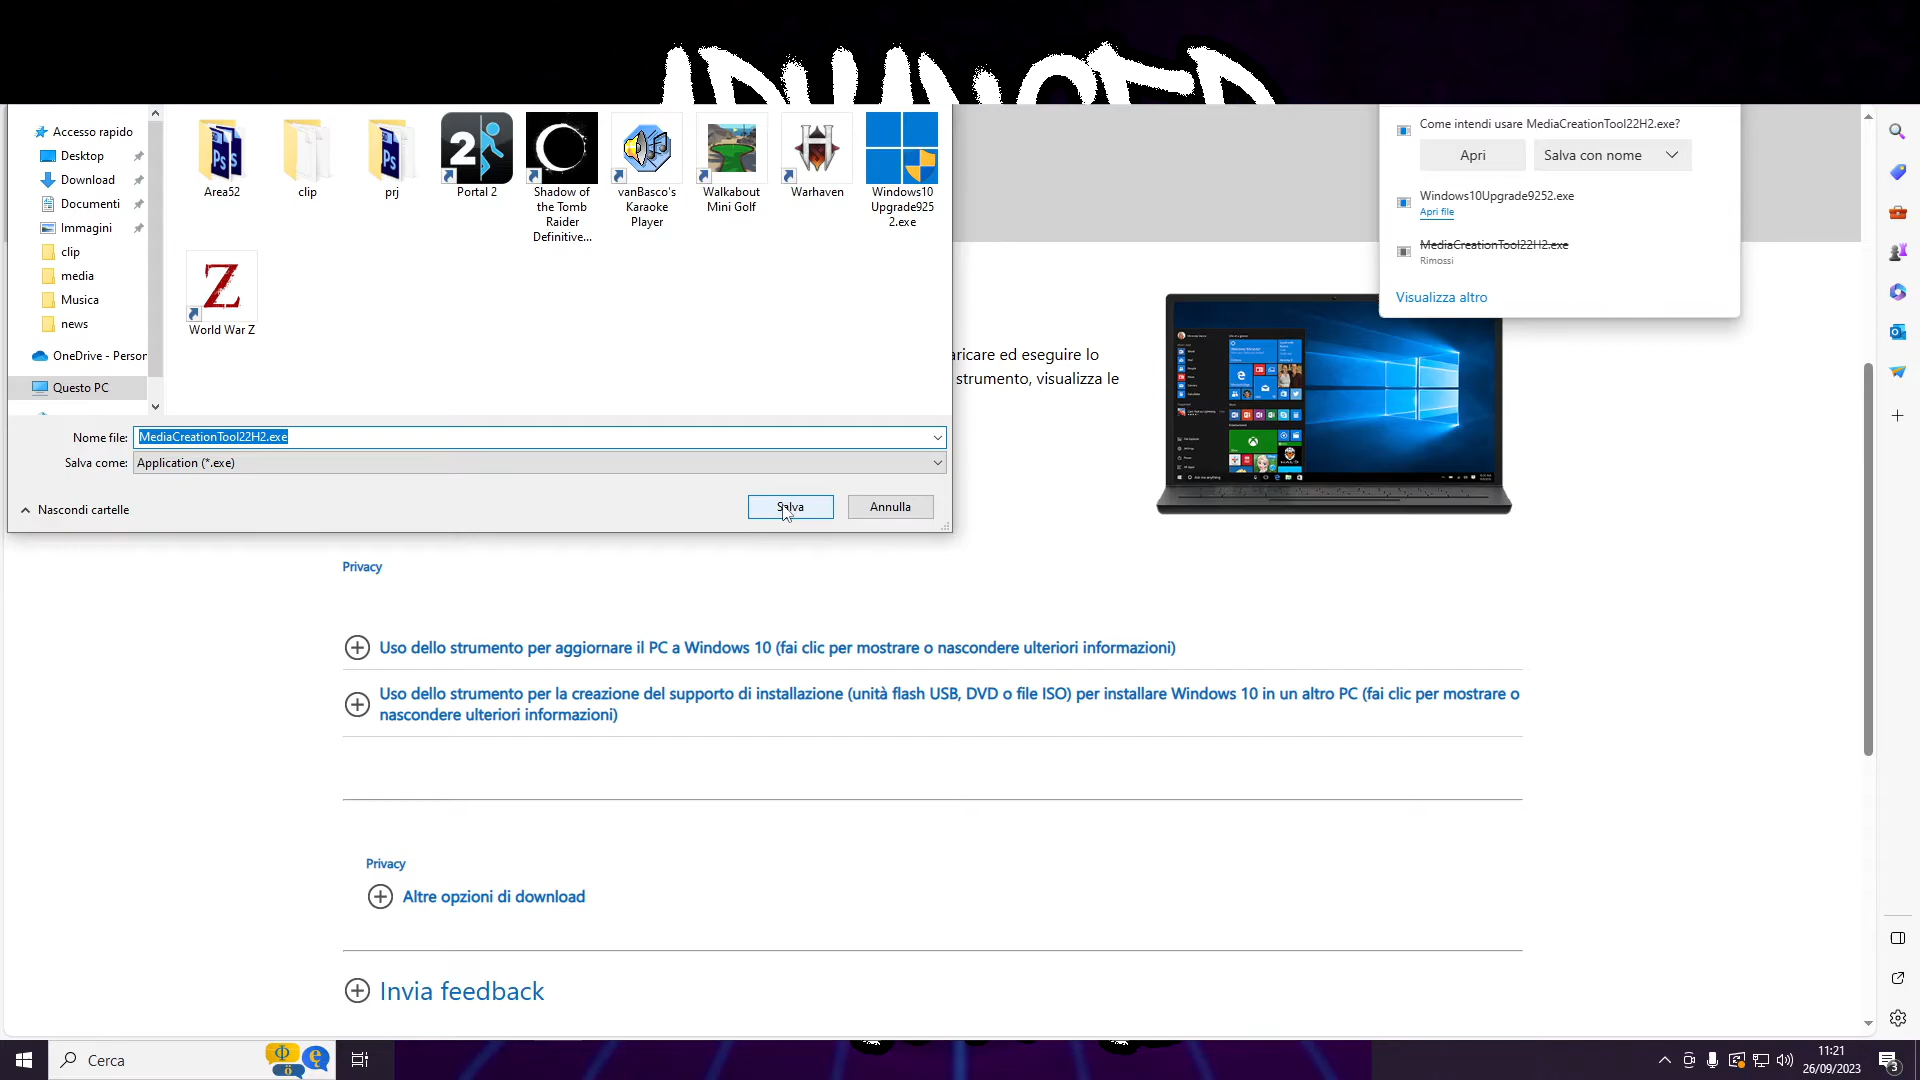 ADVANCED
Accesso rapido
Desktop
Download
Documenti
Immagini
clip
media
Musica
news
OneDrive - Person
Questo PC
Area52
clip
prj
Portal 2
Shadow of
the Tomb
Raider
Definitive...
vanBasco's
Karaoke
Player
Walkabout
Mini Golf
Warhaven
Windows10
Upgrade925
2.exe
World War Z
Nome file:
MediaCreationTool22H2.exe
Salva come:
Application (*.exe)
Nascondi cartelle
Salva
Annulla
Come intendi usare MediaCreationTool22H2.exe?
Apri
Salva con nome
Windows10Upgrade9252.exe
Apri file
MediaCreationTool22H2.exe
Rimossi
Visualizza altro
aricare ed eseguire lo
strumento, visualizza le
Privacy
Uso dello strumento per aggiornare il PC a Windows 10 (fai clic per mostrare o nascondere ulteriori informazioni)
Uso dello strumento per la creazione del supporto di installazione (unità flash USB, DVD o file ISO) per installare Windows 10 in un altro PC (fai clic per mostrare o
nascondere ulteriori informazioni)
Privacy
Altre opzioni di download
Invia feedback
Cerca
11:21
26/09/2023
3